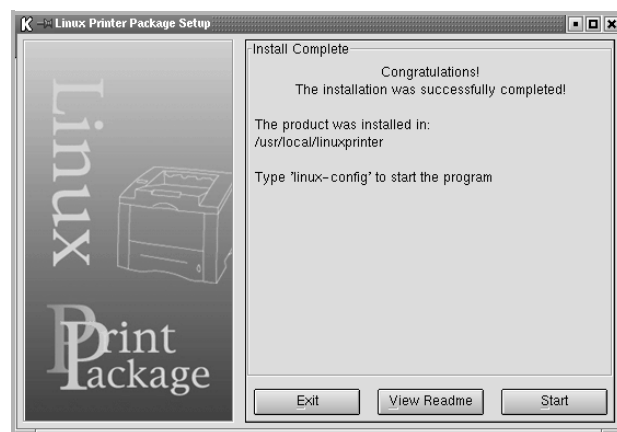 Linux Printer Package Setup
Linux
Print
Package
Install Complete
Congratulations!
The installation was successfully completed!
The product was installed in:
/usr/local/linuxprinter
Type 'linux-config' to start the program
Exit
View Readme
Start